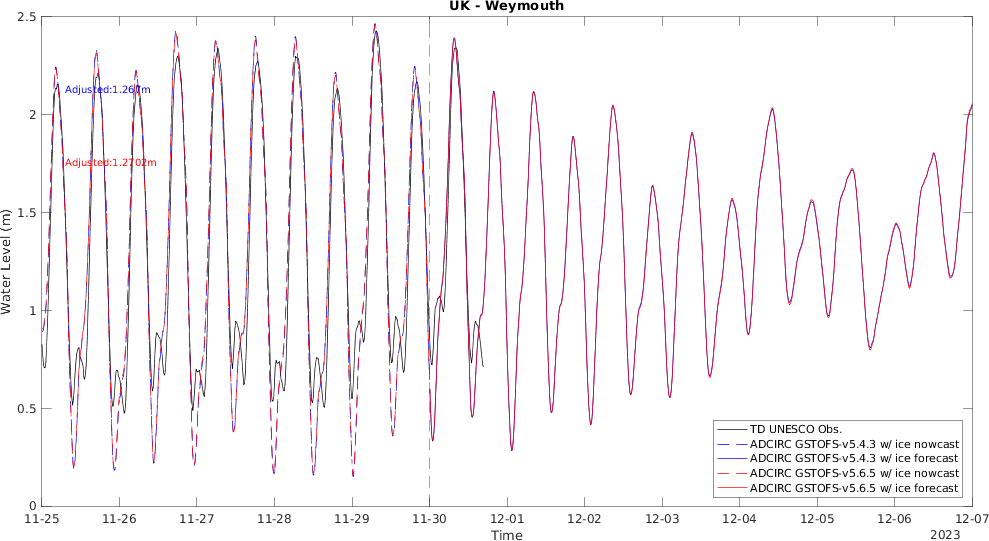 UK - Weymouth
2.5
2
1.5
1
0.5
0
Water Level (m)
Adjusted:1.267m
Adjusted:1.2702m
TD UNESCO Obs.
ADCIRC GSTOFS-v5.4.3 w/ ice nowcast
ADCIRC GSTOFS-v5.4.3 w/ ice forecast
ADCIRC GSTOFS-v5.6.5 w/ ice nowcast
ADCIRC GSTOFS-v5.6.5 w/ ice forecast
11-25 11-26 11-27 11-28 11-29 11-30 12-01 12-02 12-03 12-04 12-05 12-06 12-07
Time
2023